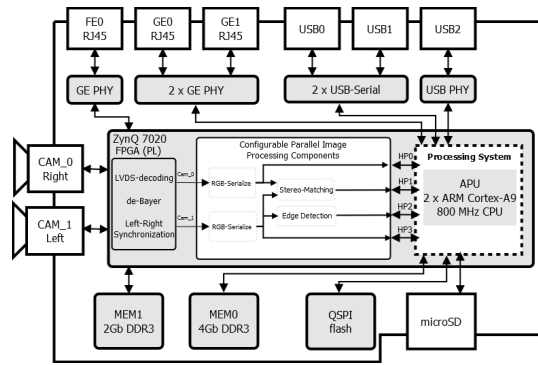 FE0
RJ45
GE0
RJ45
GE1
RJ45
USB0
USB1
USB2
GE PHY
2 x GE PHY
2 x USB-Serial
USB PHY
ZynQ 7020
FPGA (PL)
Configurable Parallel Image
Processing Components
Processing System
CAM_0
Right
CAM_1
Left
LVDS-decoding
de-Bayer
Left-Right
Synchronization
Cam_0
Cam_1
RGB-Serialize
RGB-Serialize
Stereo-Matching
Edge Detection
HP0
HP1
HP2
HP3
APU
2 x ARM Cortex-A9
800 MHz CPU
MEM1
2Gb DDR3
MEM0
4Gb DDR3
QSPI
flash
microSD